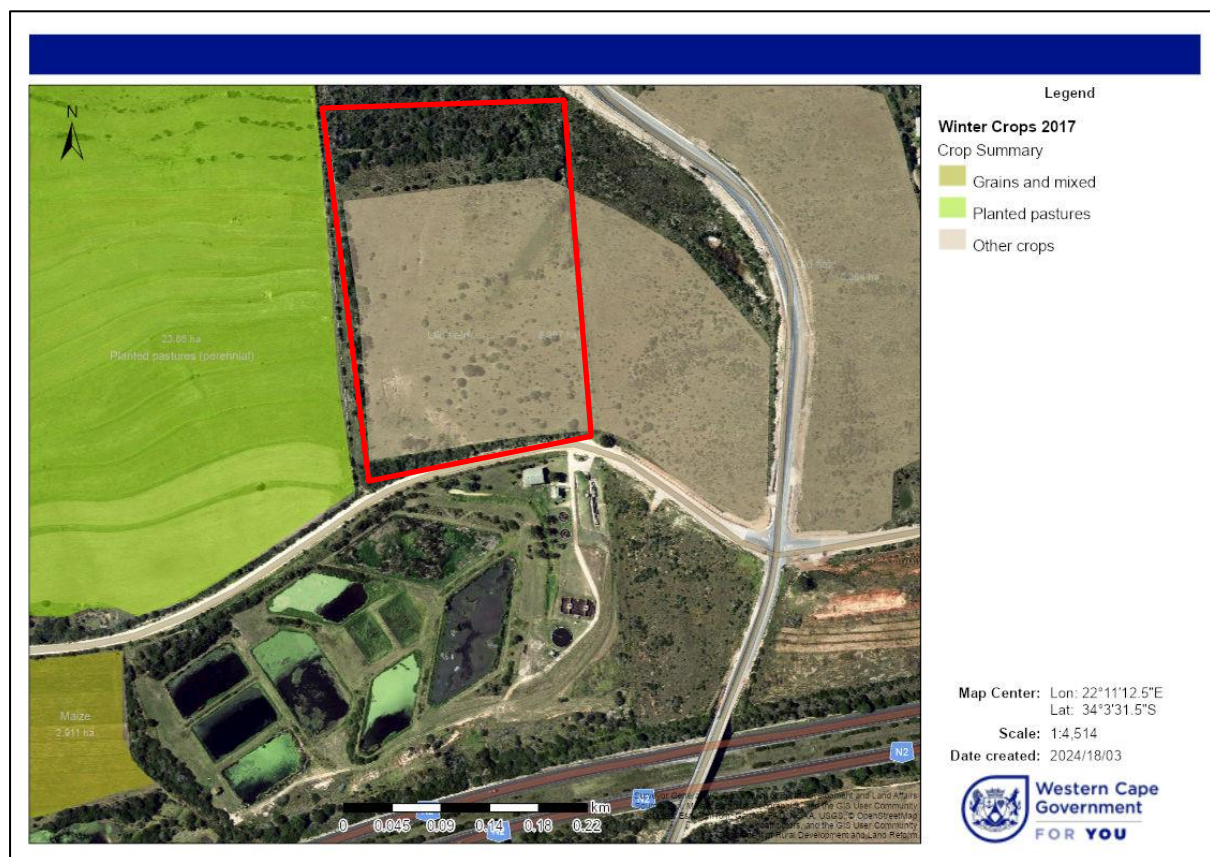 Legend
Winter Crops 2017
Crop Summary
Grains and mixed
Planted pastures
Other crops
N
23.66 ha
Planted pastures (perennial)
Maize
2.911 ha
N2
N2
N2
km
0 0.045 0.09 0.14 0.18 0.22
Map Center: Lon: 22°11'12.5"E
Lat: 34°3'31.5"S
Scale: 1:4,514
Date created: 2024/18/03
Western Cape
Government
FOR YOU